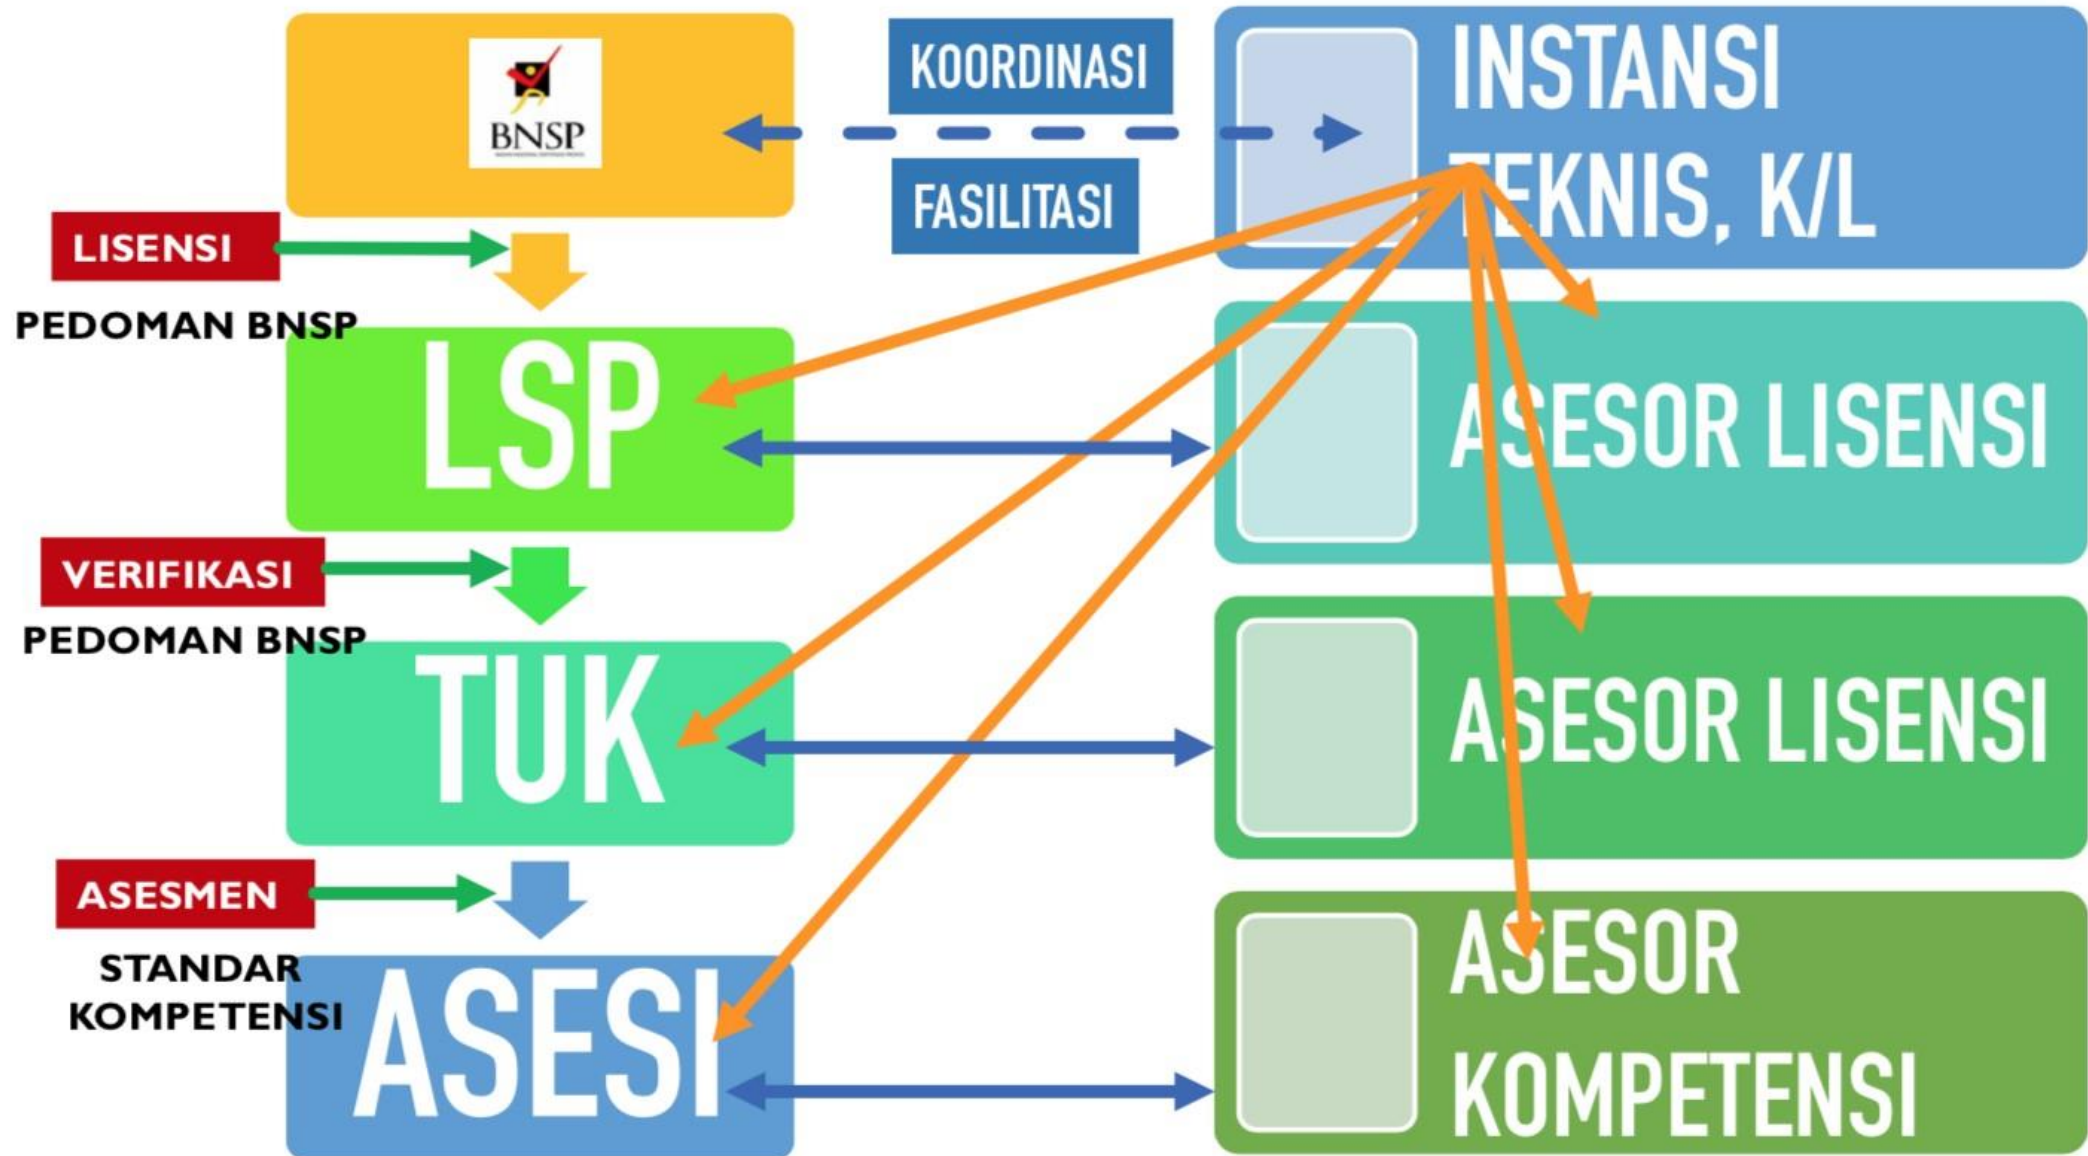 BNSP
KOORDINASI
FASILITASI
INSTANSI
TEKNIS, K/L
LISENSI
PEDOMAN BNSP
LSP
ASESOR LISENSI
VERIFIKASI
PEDOMAN BNSP
TUK
ASESOR LISENSI
ASESMEN
STANDAR
KOMPETENSI
ASESI
ASESOR
KOMPETENSI